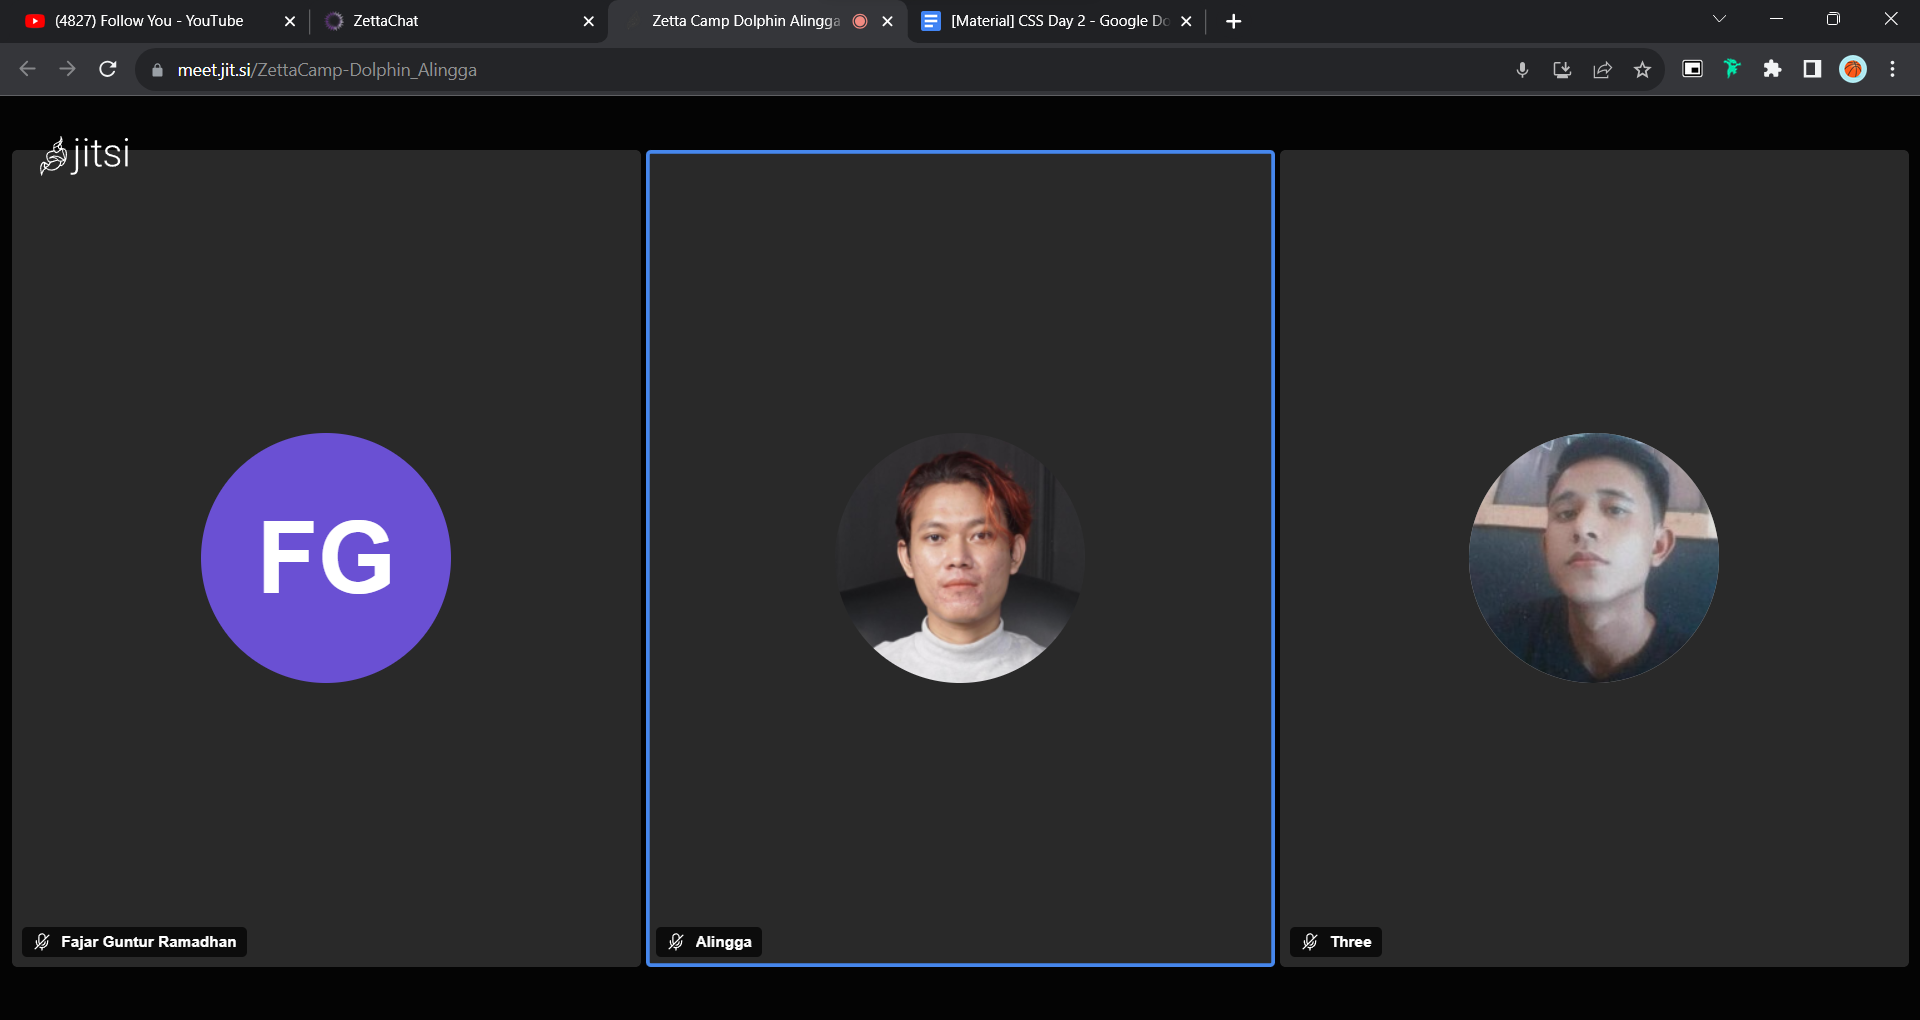 (4827) Follow You - YouTube
ZettaChat
Zetta Camp Dolphin Alingga
[Material] CSS Day 2 - Google Do
meet.jit.si/ZettaCamp-Dolphin_Alingga
jitsi
FG
Fajar Guntur Ramadhan
Alingga
Three